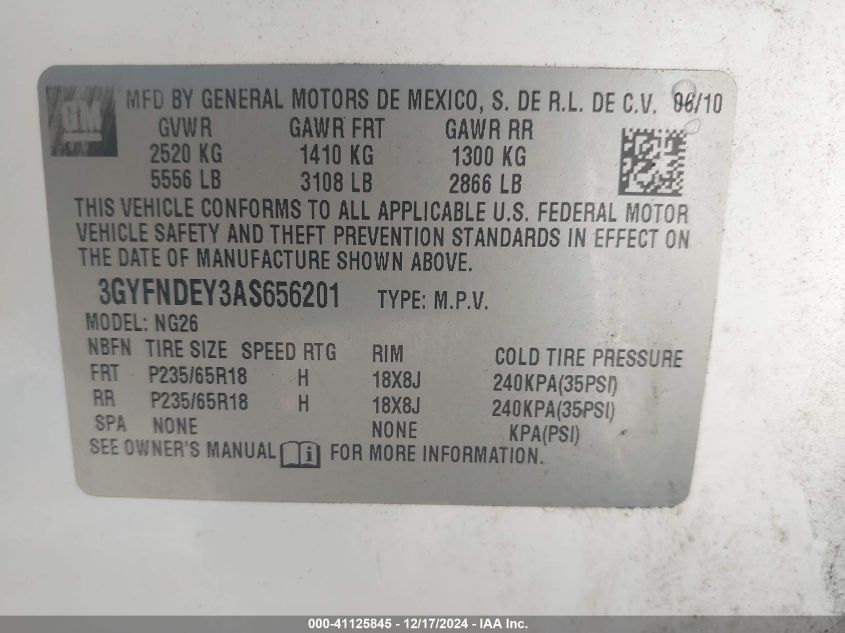 GM
MFD BY GENERAL MOTORS DE MEXICO, S. DE R.L. DE C.V. 06/10
GVWR GAWR FRT GAWR RR
2520 KG 1410 KG 1300 KG
5556 LB 3108 LB 2866 LB
THIS VEHICLE CONFORMS TO ALL APPLICABLE U.S. FEDERAL MOTOR
VEHICLE SAFETY AND THEFT PREVENTION STANDARDS IN EFFECT ON
THE DATE OF MANUFACTURE SHOWN ABOVE.
3GYFNDEY3AS656201 TYPE: M.P.V.
MODEL: NG26
NBFN TIRE SIZE SPEED RTG RIM COLD TIRE PRESSURE
FRT P235/65R18 H 18X8J 240KPA(35PSI)
RR P235/65R18 H 18X8J 240KPA(35PSI)
SPA NONE NONE KPA(PSI)
SEE OWNER'S MANUAL i FOR MORE INFORMATION.
000-41125845 - 12/17/2024 - IAA Inc.